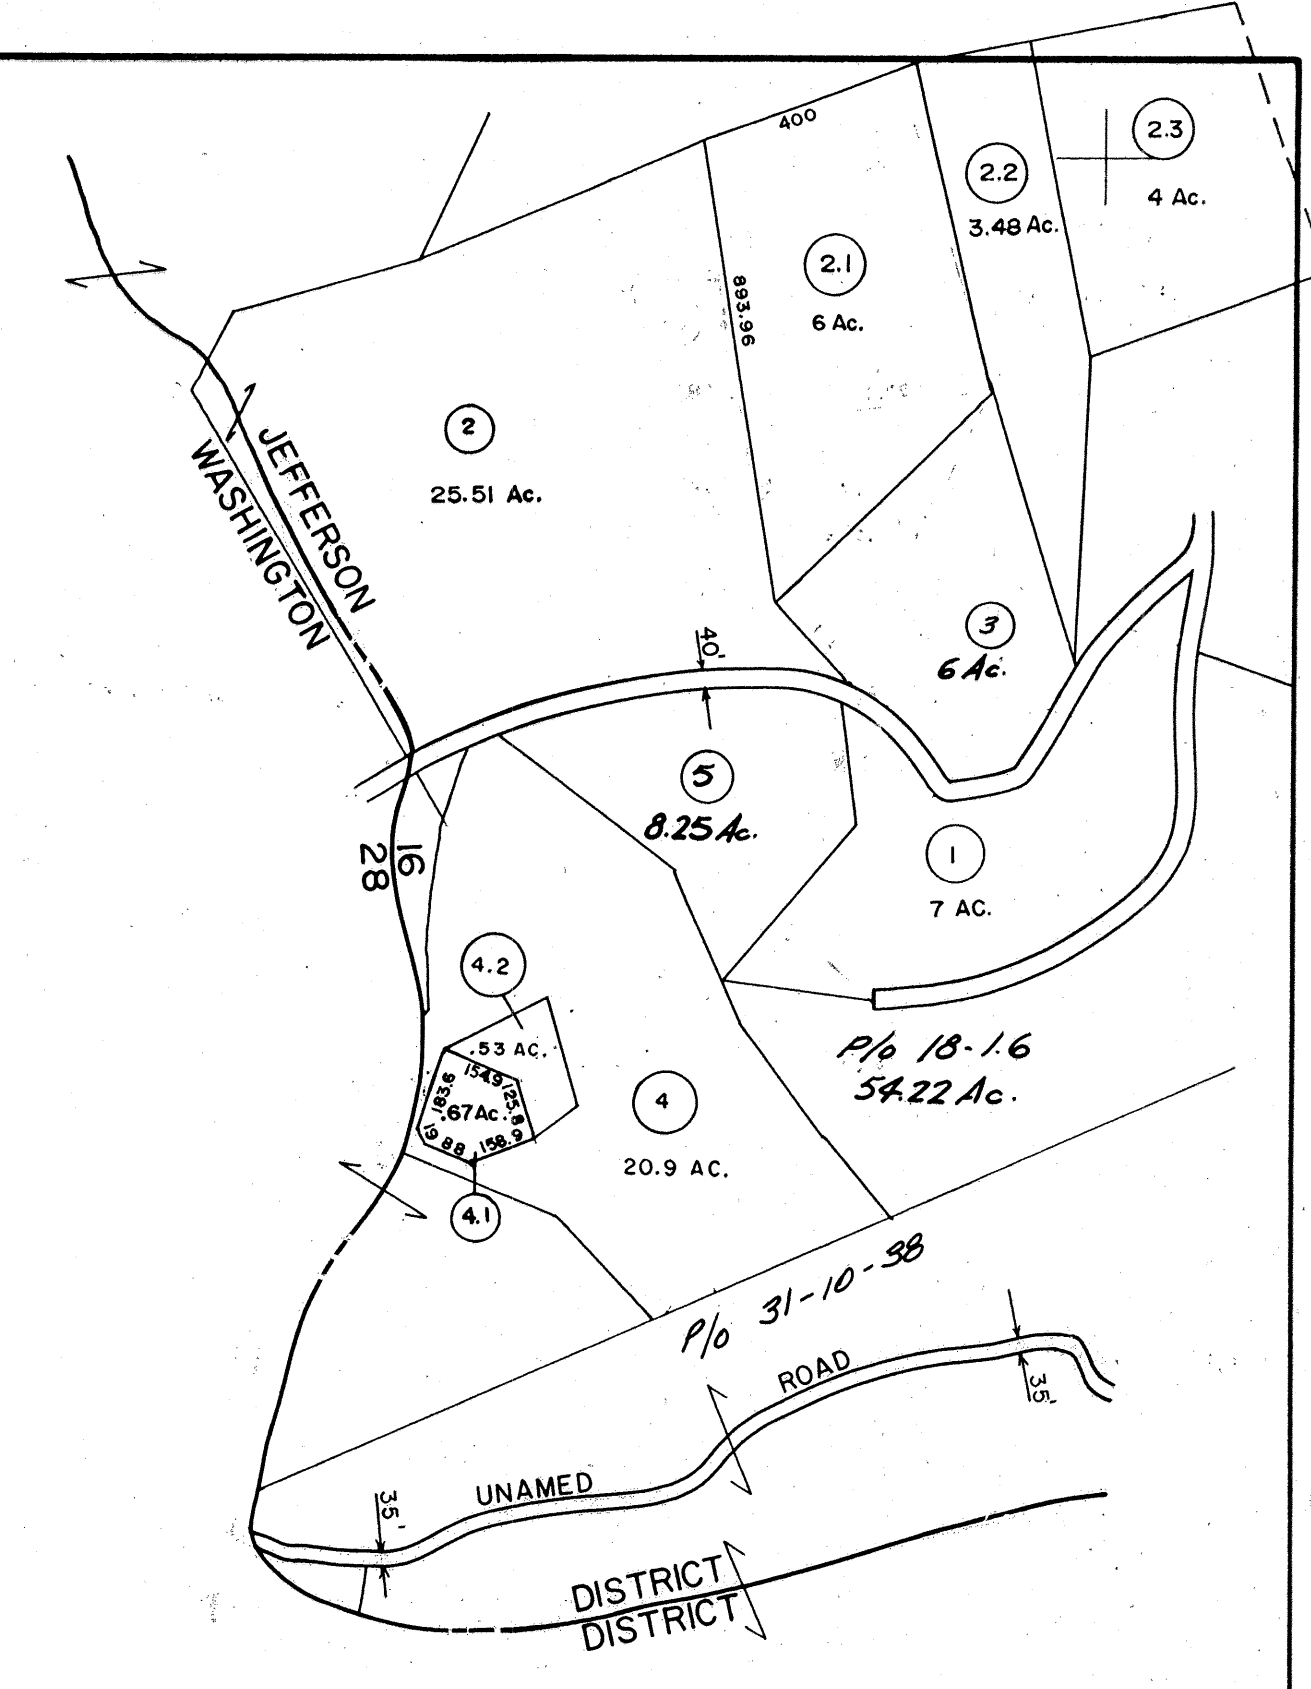 400
2.3
4 Ac.
2.2
3.48 Ac.
2.1
6 Ac.
893.96
2
25.51 Ac.
JEFFERSON
WASHINGTON
3
6 Ac.
40'
5
8.25 Ac.
1
7 AC.
16
28
4.2
.53 AC.
154.9
125.8
183.6
.67 Ac.
19
88
158.9
4.1
4
20.9 AC.
P/o 18-1.6
54.22 Ac.
P/o 31-10-38
ROAD
35'
UNAMED
35'
DISTRICT
DISTRICT